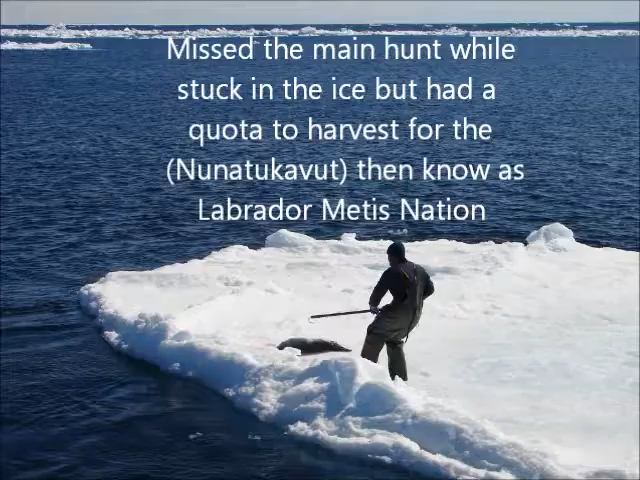 Missed the main hunt while
stuck in the ice but had a
quota to harvest for the
(Nunatukavut) then know as
Labrador Metis Nation